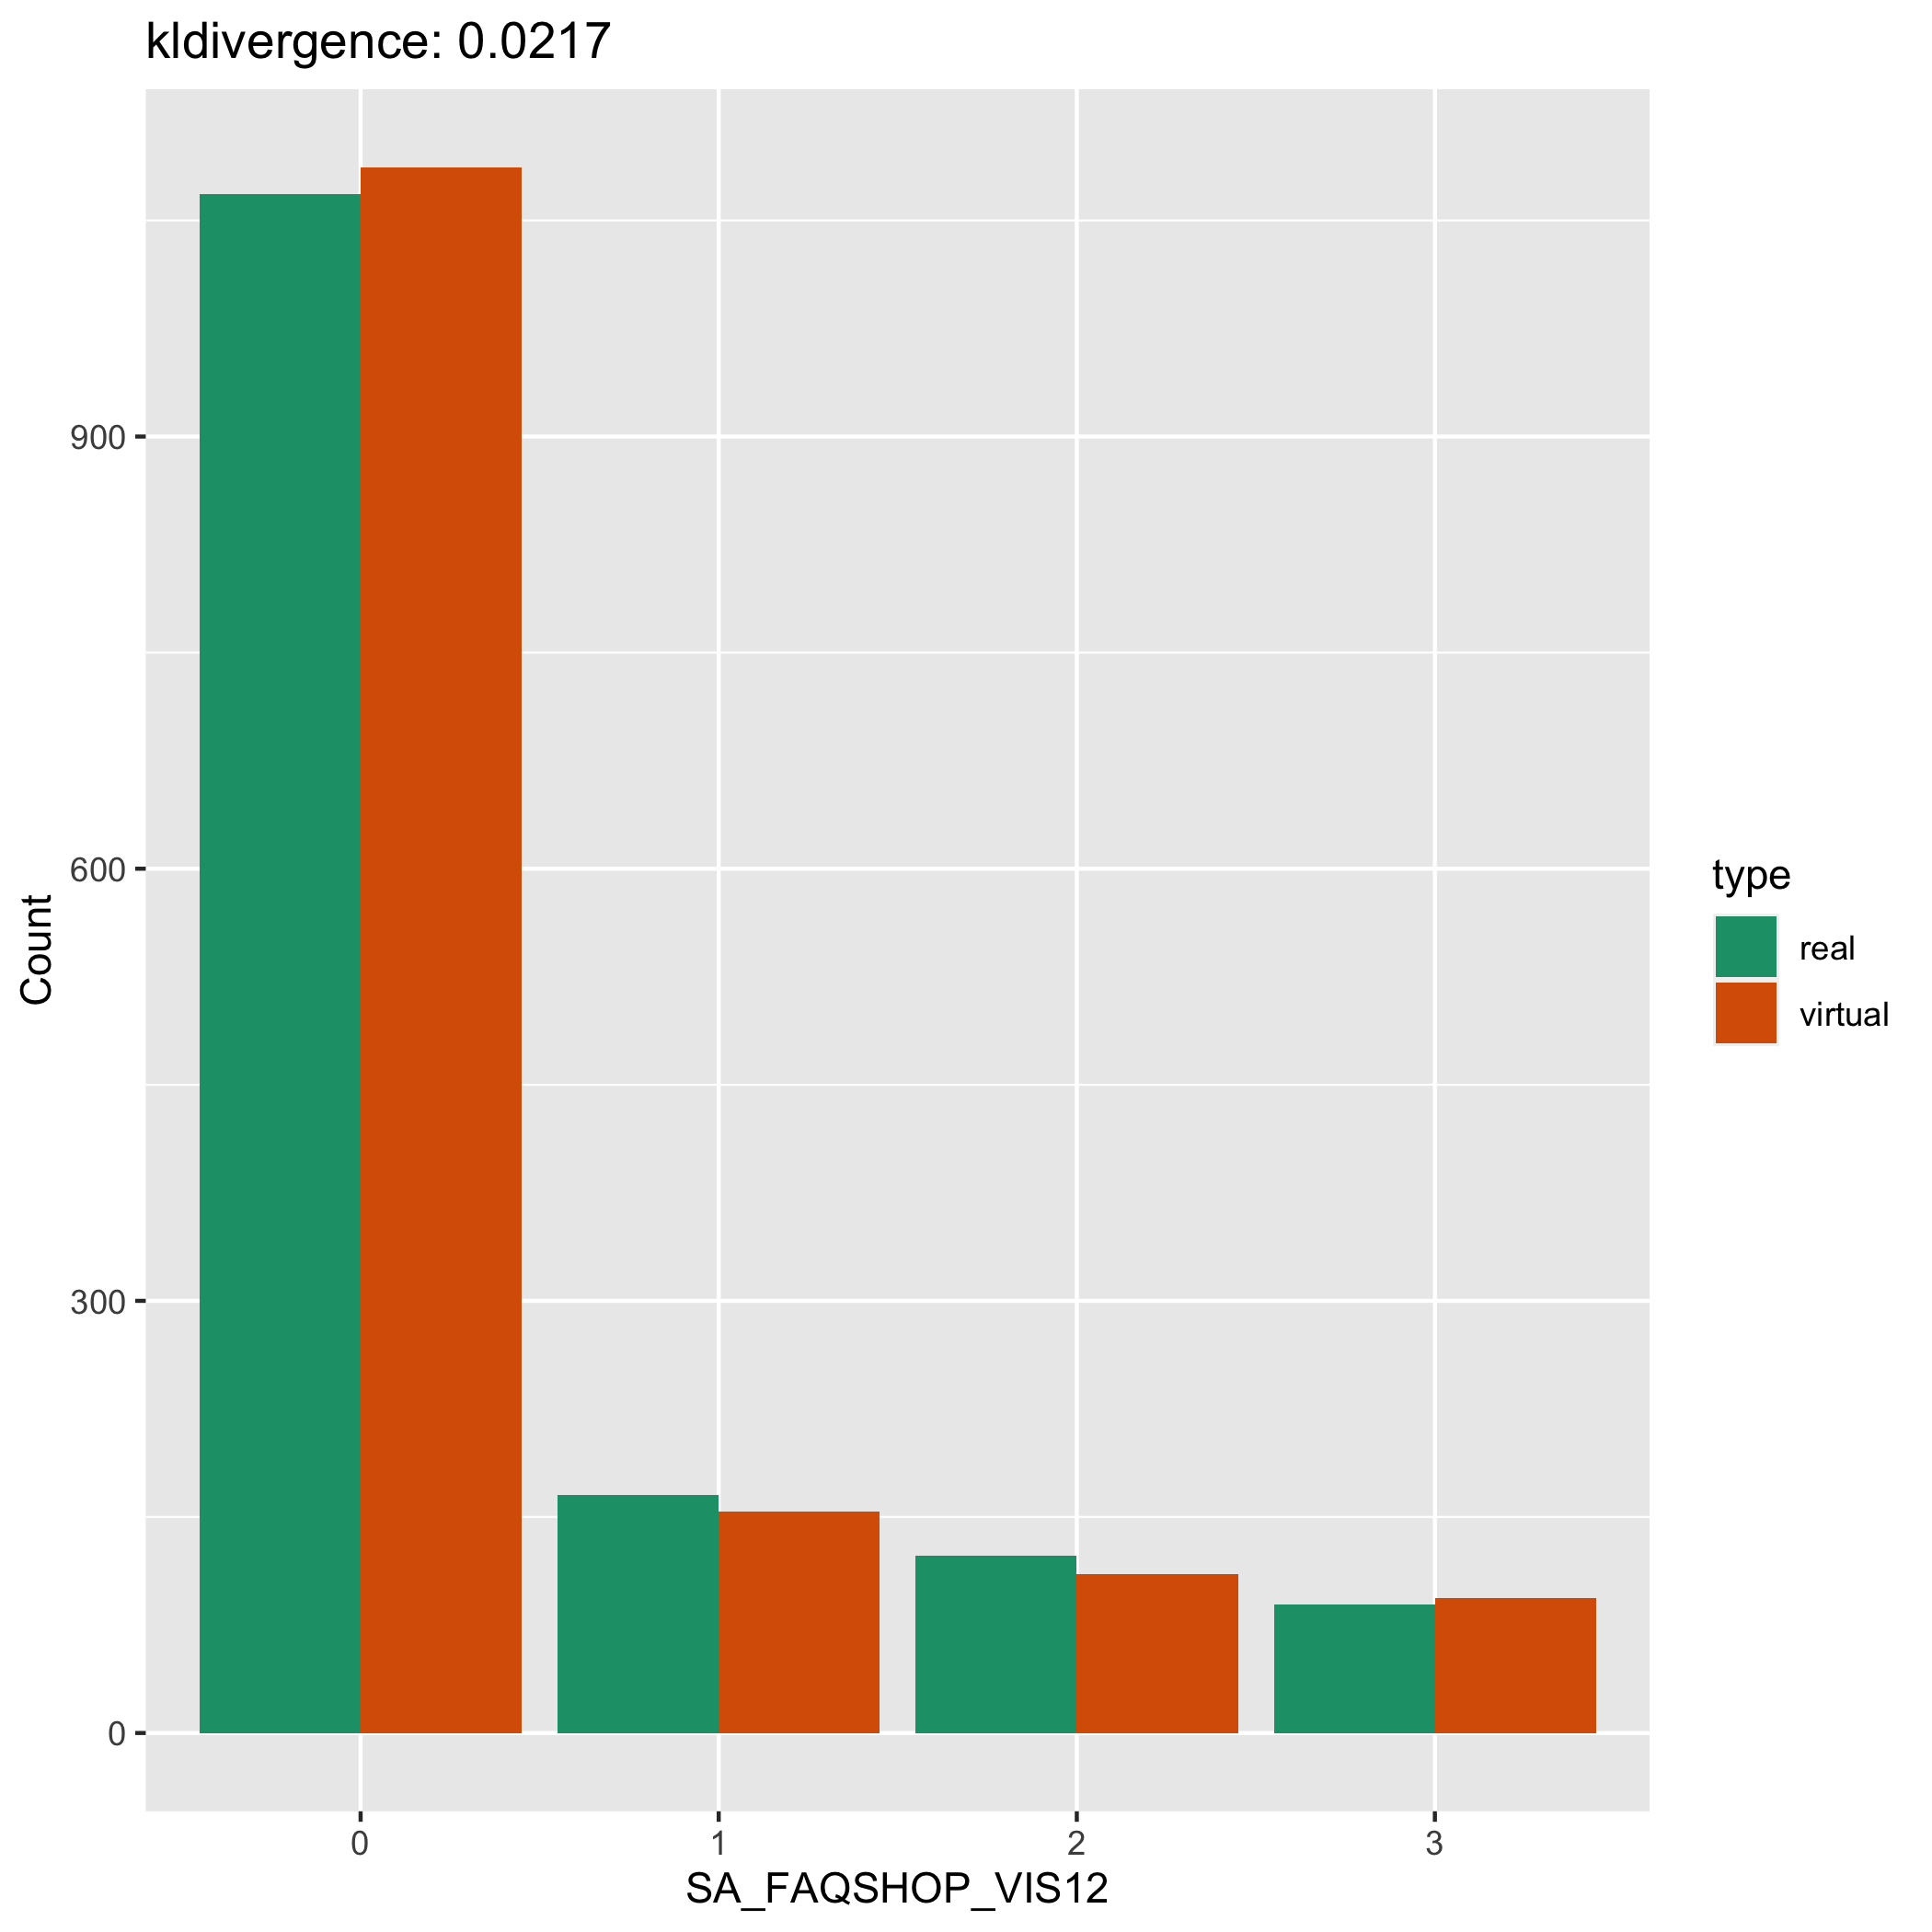 kldivergence: 0.0217
900
600
300
0
Count
0 1 2 3
SA_FAQSHOP_VIS12
type
real
virtual